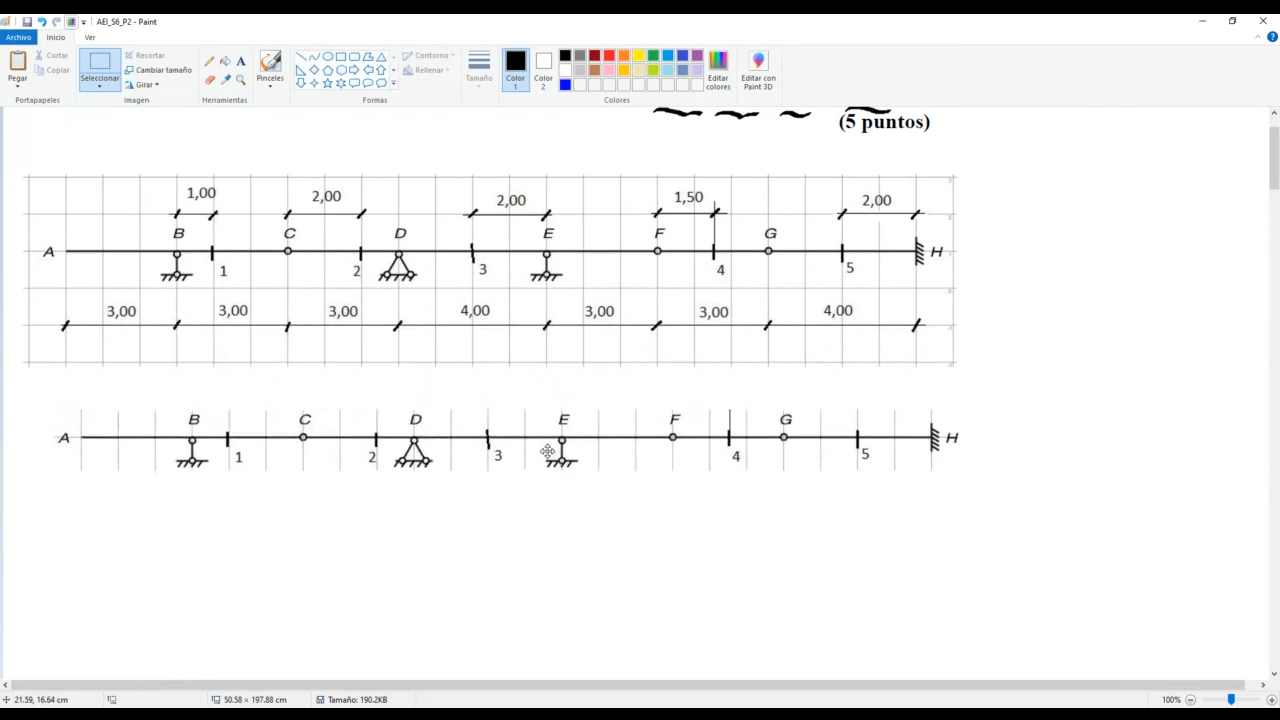 AEI_S6_P2 - Paint
Archivo Inicio Ver
Pegar
Cortar
Copiar
Portapapeles
Seleccionar
Recortar
Cambiar tamaño
Girar
Imagen
A
Herramientas
Pinceles
Contorno
Rellenar
Formas
Tamaño
Color 1
Color 2
Editar colores
Colores
Editar con Paint 3D
(5 puntos)
1,00 2,00 2,00 1,50 2,00
B C D E F G
A H
1 2 3 4 5
3,00 3,00 3,00 4,00 3,00 3,00 4,00
B C D E F G
A H
1 2 3 4 5
21.59, 16.64 cm
50.58 × 197.88 cm
Tamaño: 190.2KB
100%